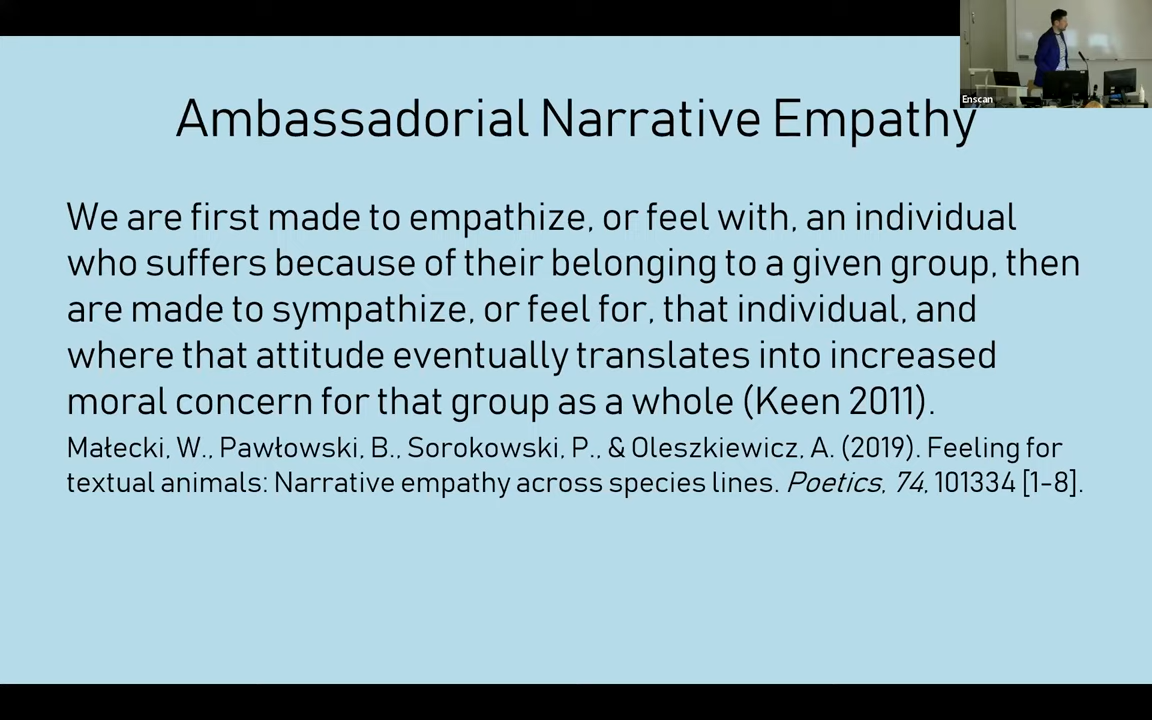 Enscan
Ambassadorial Narrative Empathy
We are first made to empathize, or feel with, an individual
who suffers because of their belonging to a given group, then
are made to sympathize, or feel for, that individual, and
where that attitude eventually translates into increased
moral concern for that group as a whole (Keen 2011).
Małecki, W., Pawłowski, B., Sorokowski, P., & Oleszkiewicz, A. (2019). Feeling for
textual animals: Narrative empathy across species lines. Poetics, 74, 101334 [1-8].